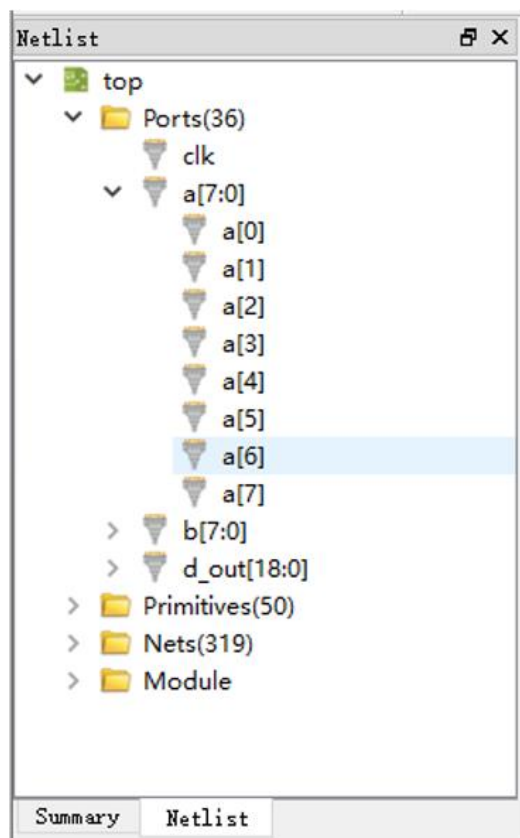 Netlist
top
Ports(36)
clk
a[7:0]
a[0]
a[1]
a[2]
a[3]
a[4]
a[5]
a[6]
a[7]
b[7:0]
d_out[18:0]
Primitives(50)
Nets(319)
Module
Summary Netlist